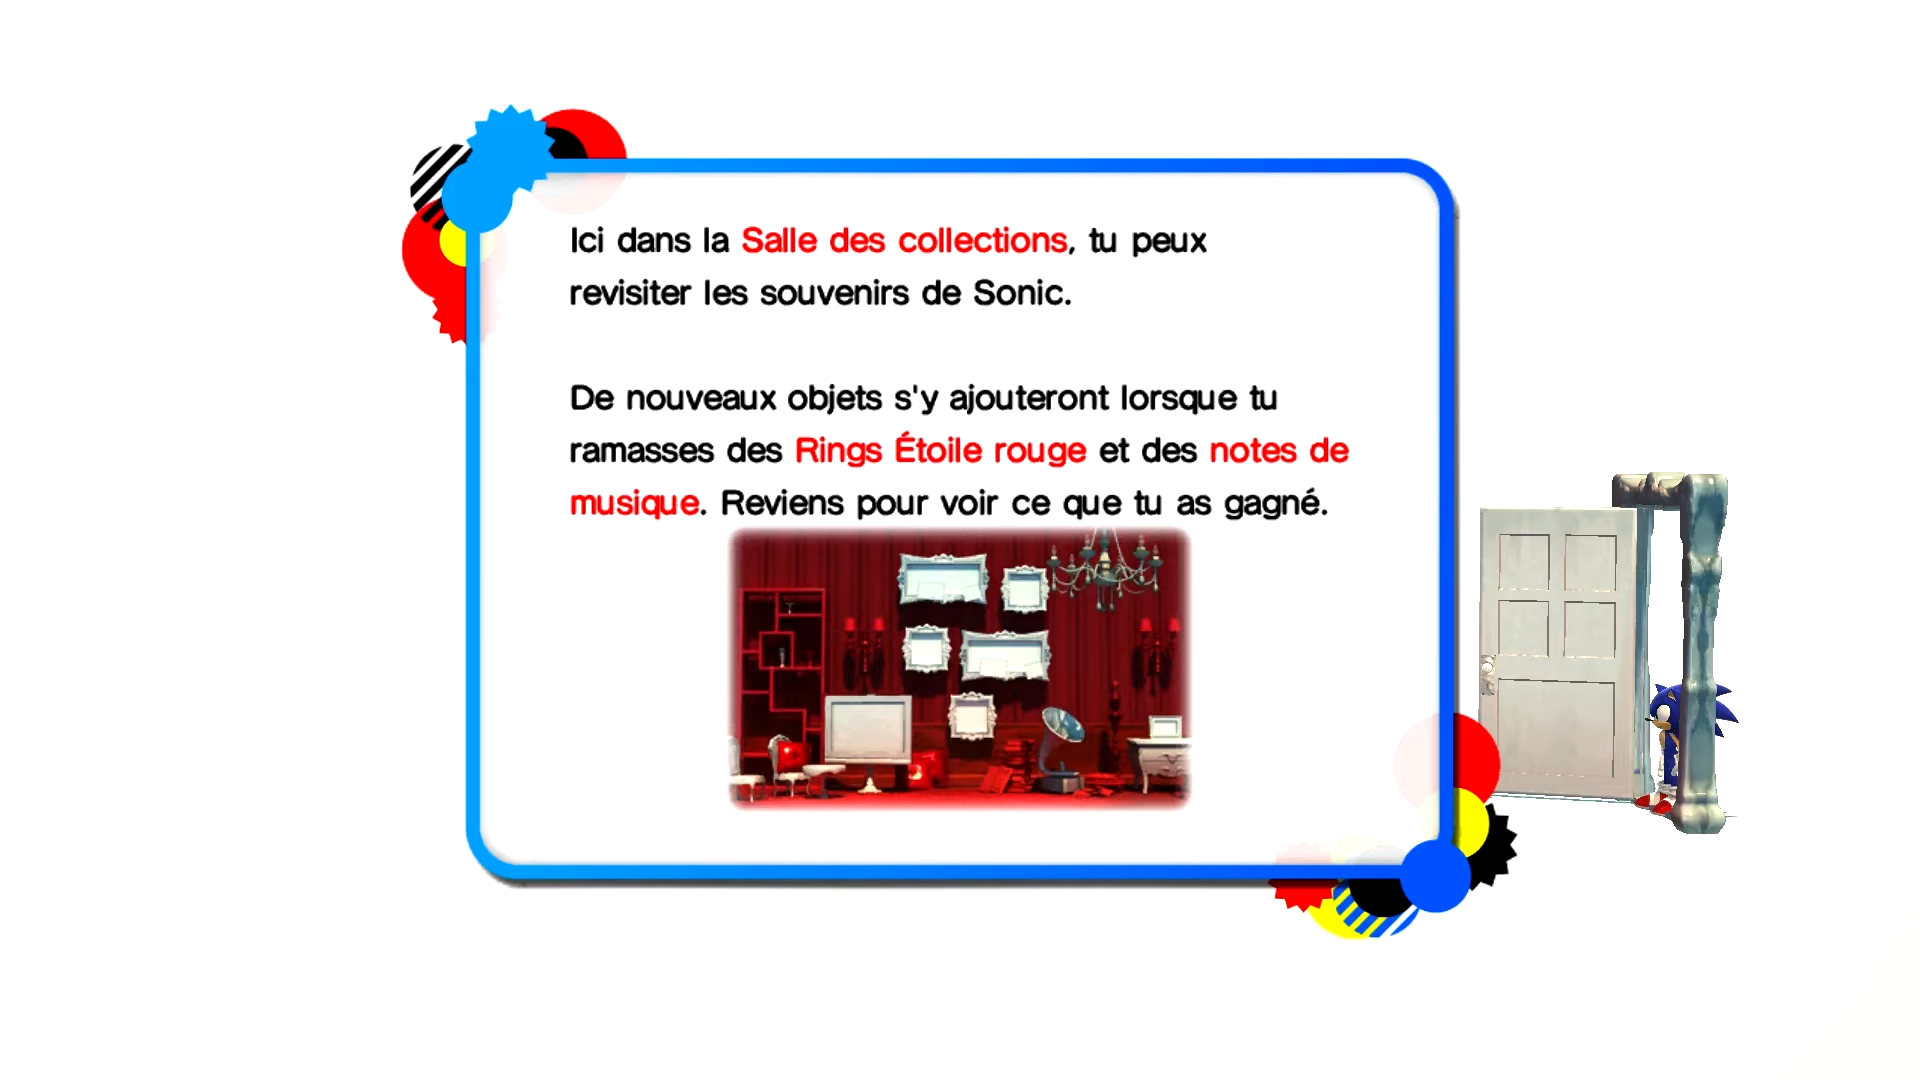 Ici dans la Salle des collections, tu peux
revisiter les souvenirs de Sonic.
De nouveaux objets s'y ajouteront lorsque tu
ramasses des Rings Étoile rouge et des notes de
musique. Reviens pour voir ce que tu as gagné.